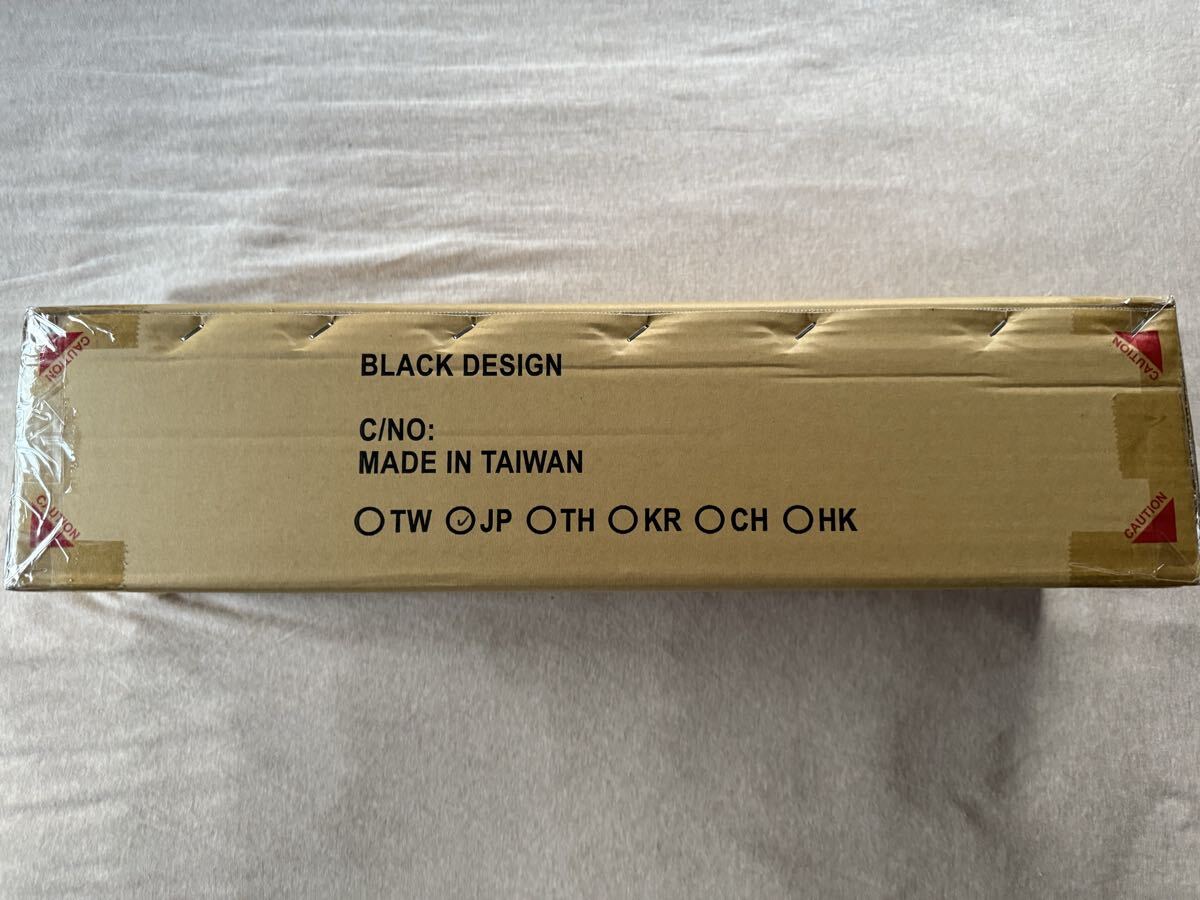 BLACK DESIGN
CAUTION
CAUTION
C/NO:
MADE IN TAIWAN
○TW ✓JP ○TH ○KR ○CH ○HK
CAUTION
CAUTION